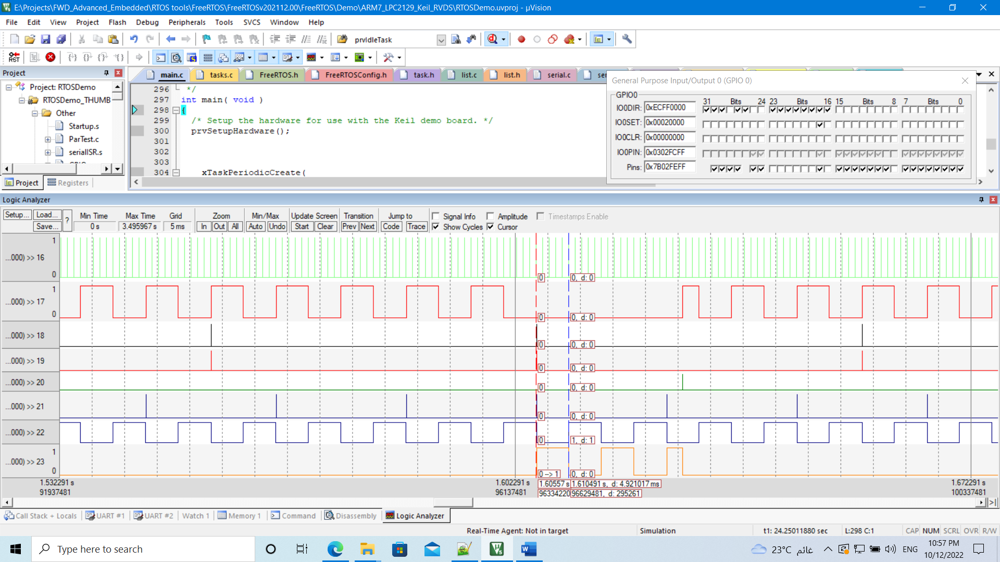 E:\Projects\FWD_Advanced_Embedded\RTOS tools\FreeRTOS\FreeRTOSv202112.00\FreeRTOS\Demo\ARM7_LPC2129_Keil_RVDS\RTOSDemo.uvproj - µVision
File Edit View Project Flash Debug Peripherals Tools SVCS Window Help
prvIdleTask
RST
Project
main.c tasks.c FreeRTOS.h FreeRTOSConfig.h task.h list.c list.h serial.c
Project: RTOSDemo
RTOSDemo_THUMB
Other
Startup.s
ParTest.c
serialISR.s
Project Registers
296 */
297 int main( void )
298 {
299 /* Setup the hardware for use with the Keil demo board. */
300 prvSetupHardware();
301
302
303
304 xTaskPeriodicCreate(
General Purpose Input/Output 0 (GPIO 0)
GPIO0
31 Bits 24 23 Bits 16 15 Bits 8 7 Bits 0
IO0DIR: 0xECFF0000
IO0SET: 0x00020000
IO0CLR: 0x00000000
IO0PIN: 0x0302FCFF
Pins: 0x7B02FEFF
Logic Analyzer
Setup... Load... ? Min Time Max Time Grid Zoom Min/Max Update Screen Transition Jump to Signal Info Amplitude Timestamps Enable
Save... 0 s 3.495967 s 5 ms In Out All Auto Undo Start Clear Prev Next Code Trace Show Cycles Cursor
1
...000) >> 16
0
0 0, d: 0
1
...000) >> 17
0
0 0, d: 0
...000) >> 18
0 0, d: 0
...000) >> 19
0 0, d: 0
...000) >> 20
0 0, d: 0
...000) >> 21
0 0, d: 0
...000) >> 22
0 1, d: 1
1
...000) >> 23
0
0 --> 1 0, d: 0
1.532291 s 1.602291 s 1.60557 s 1.610491 s, d: 4.921017 ms 1.672291 s
91937481 96137481 96334220 96629481, d: 295261 100337481
Call Stack + Locals UART #1 UART #2 Watch 1 Memory 1 Command Disassembly Logic Analyzer
Real-Time Agent: Not in target Simulation t1: 24.25011880 sec L:298 C:1 CAP NUM SCRL OVR R/W
Type here to search
23°C غائم
ENG
10:57 PM
10/12/2022